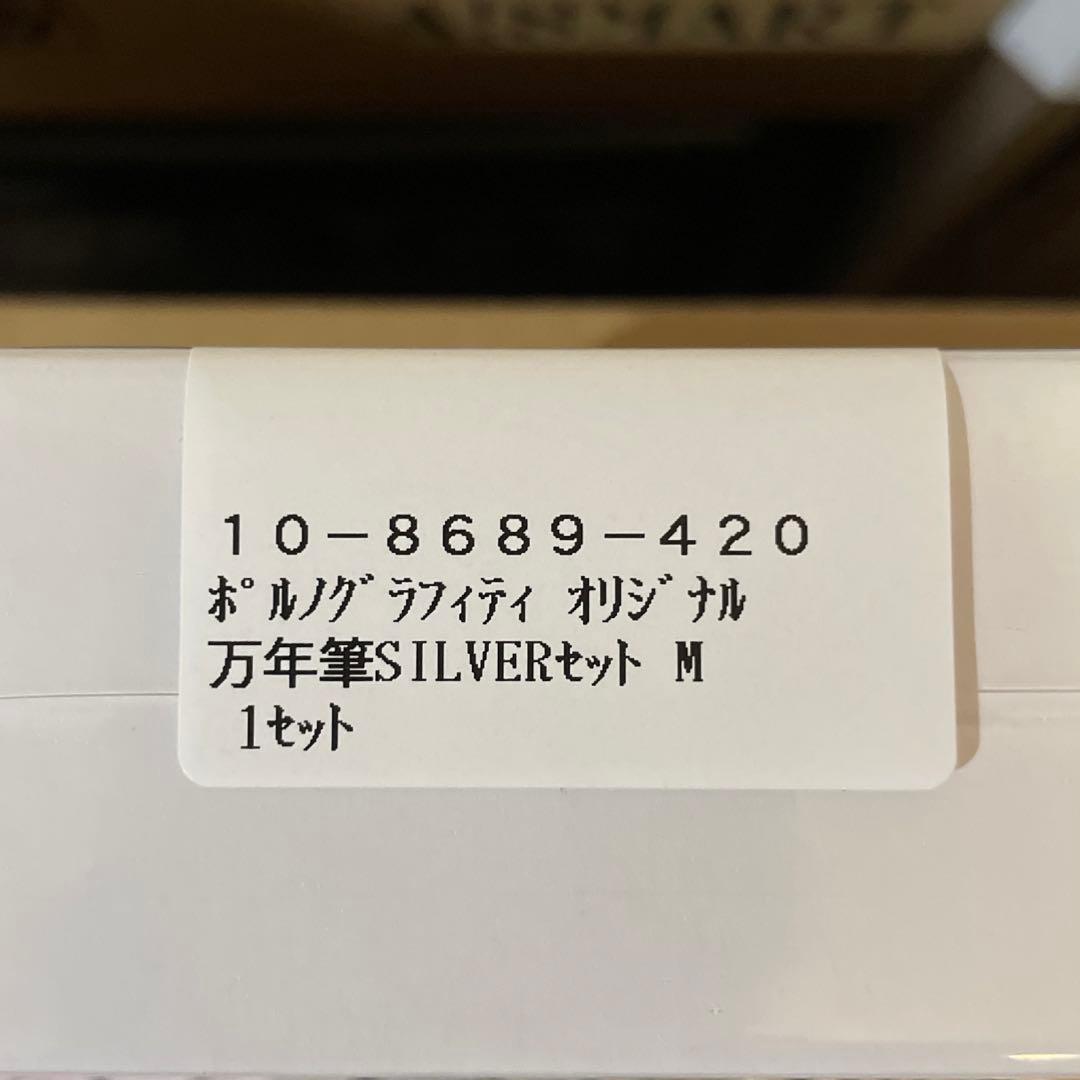 ASMART
１０－８６８９－４２０
ﾎﾟﾙﾉｸﾞﾗﾌｨﾃｨ ｵﾘｼﾞﾅﾙ
万年筆SILVERｾｯﾄ M
1ｾｯﾄ